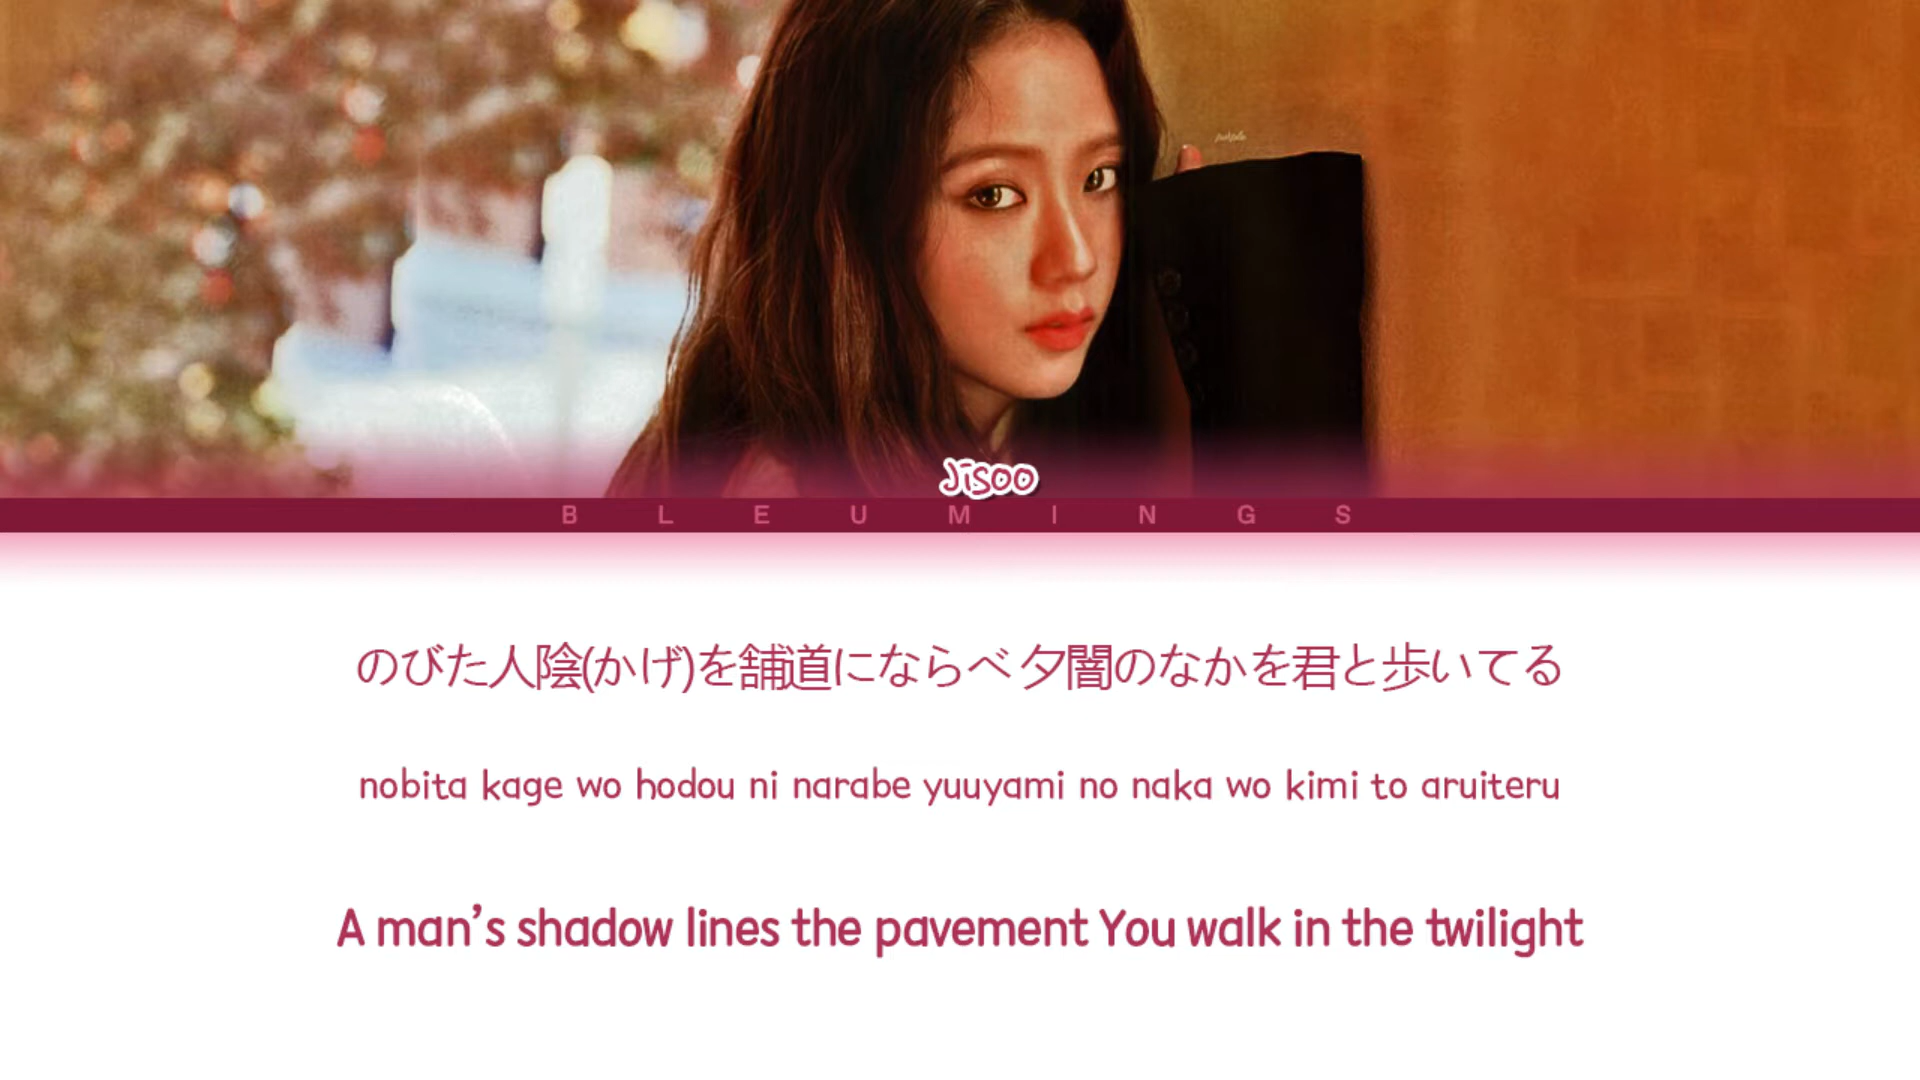 Jisoo
BLEUMINGS
のびた人陰(かげ)を舗道にならべ 夕闇のなかを君と歩いてる
nobita kage wo hodou ni narabe yuuyami no naka wo kimi to aruiteru
A man's shadow lines the pavement You walk in the twilight